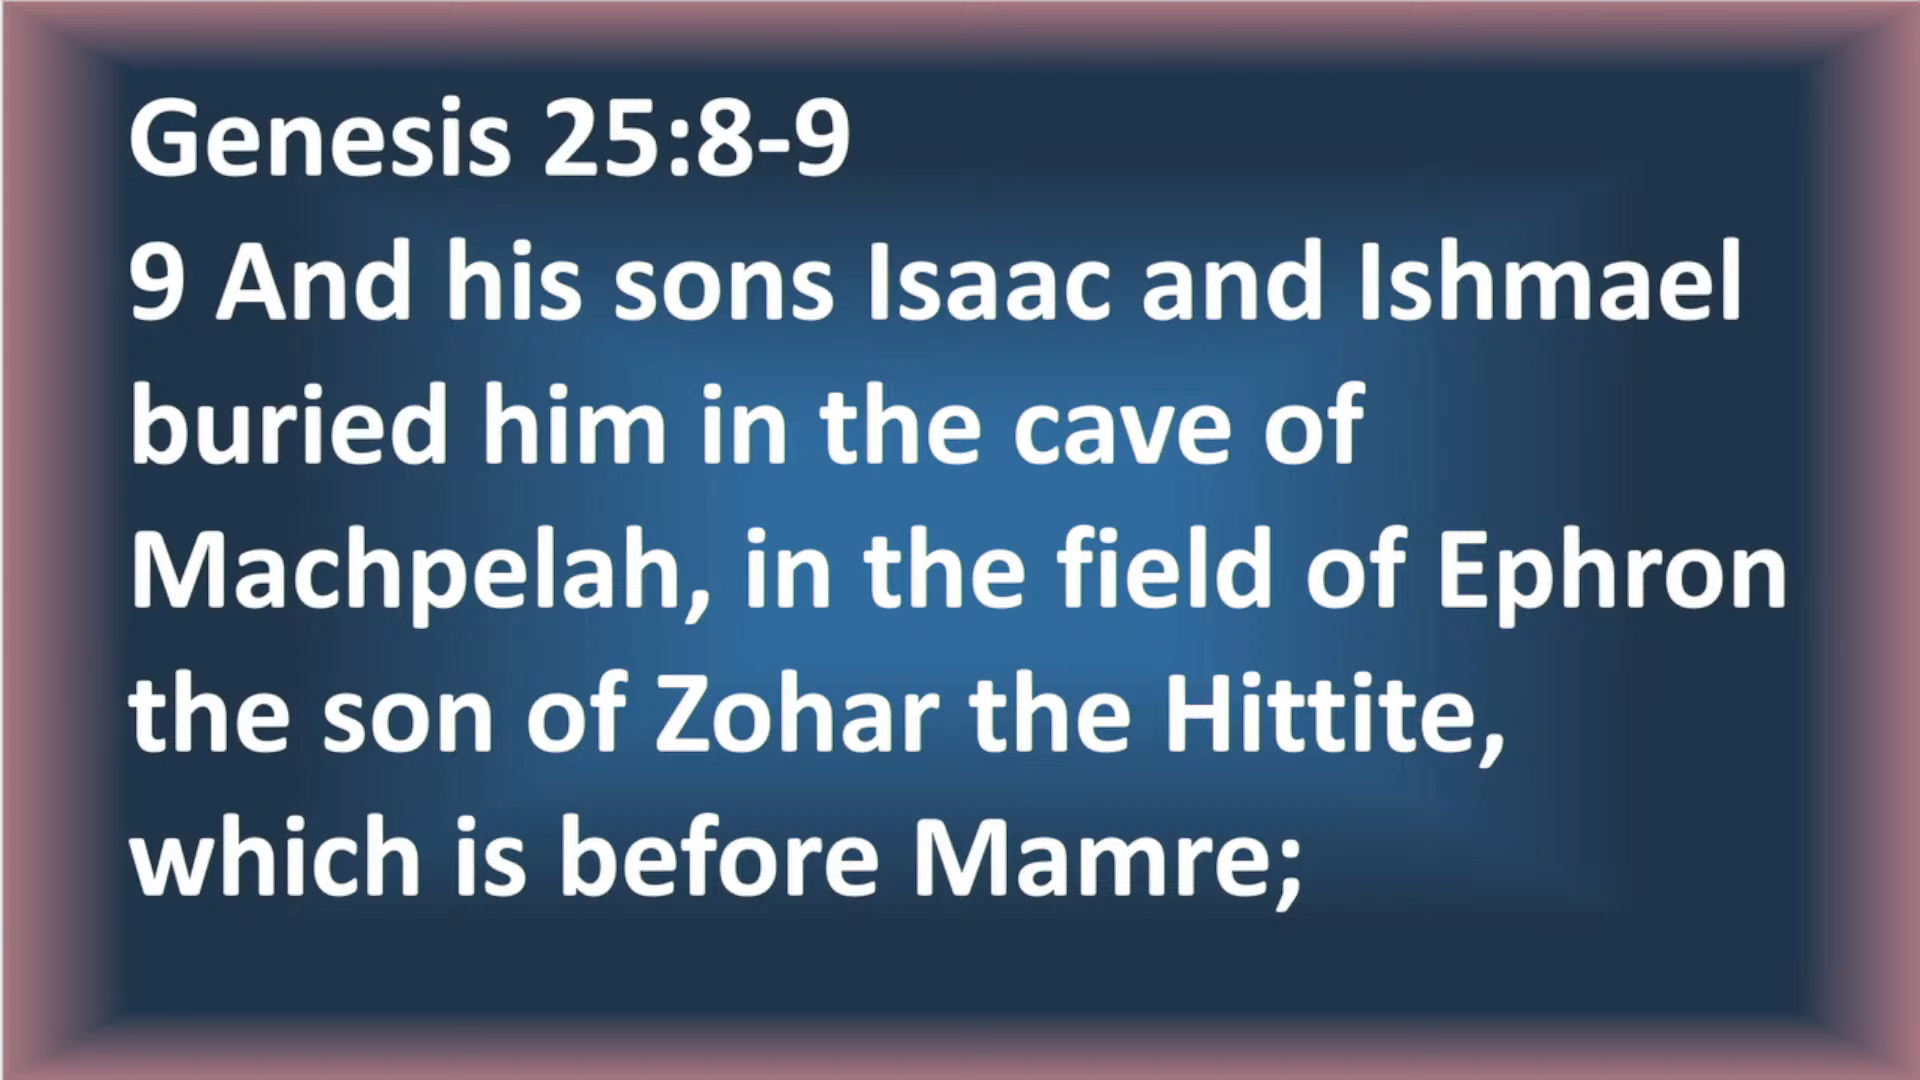 Genesis 25:8-9
9 And his sons Isaac and Ishmael
buried him in the cave of
Machpelah, in the field of Ephron
the son of Zohar the Hittite,
which is before Mamre;